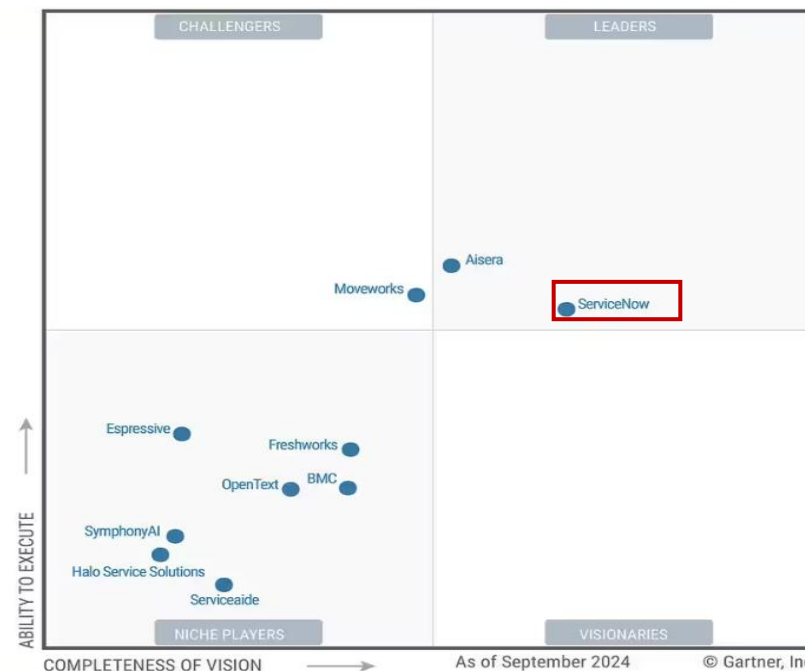 CHALLENGERS
LEADERS
Aisera
Moveworks
ServiceNow
Espressive
Freshworks
OpenText
BMC
SymphonyAI
Halo Service Solutions
Serviceaide
NICHE PLAYERS
VISIONARIES
ABILITY TO EXECUTE
COMPLETENESS OF VISION
As of September 2024
© Gartner, In